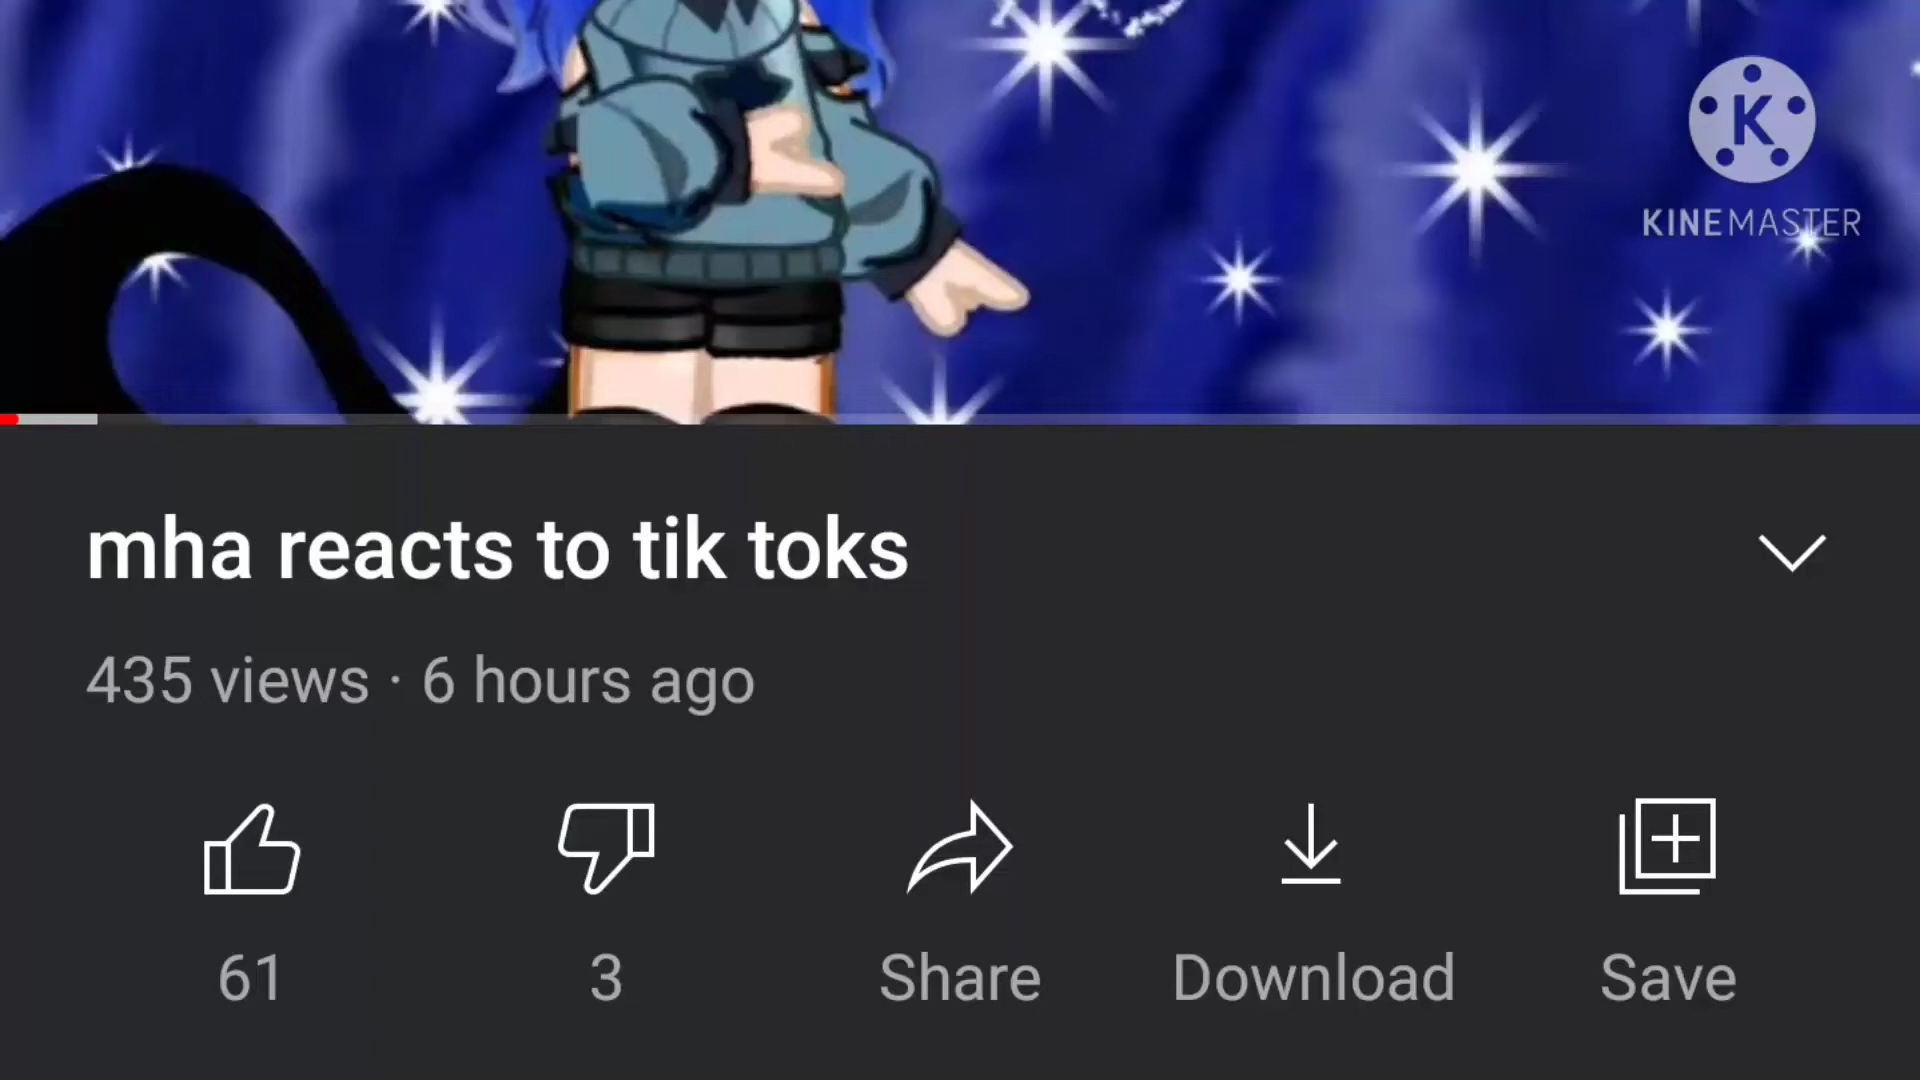 K
KINEMASTER
mha reacts to tik toks
435 views · 6 hours ago
61
3
Share
Download
Save